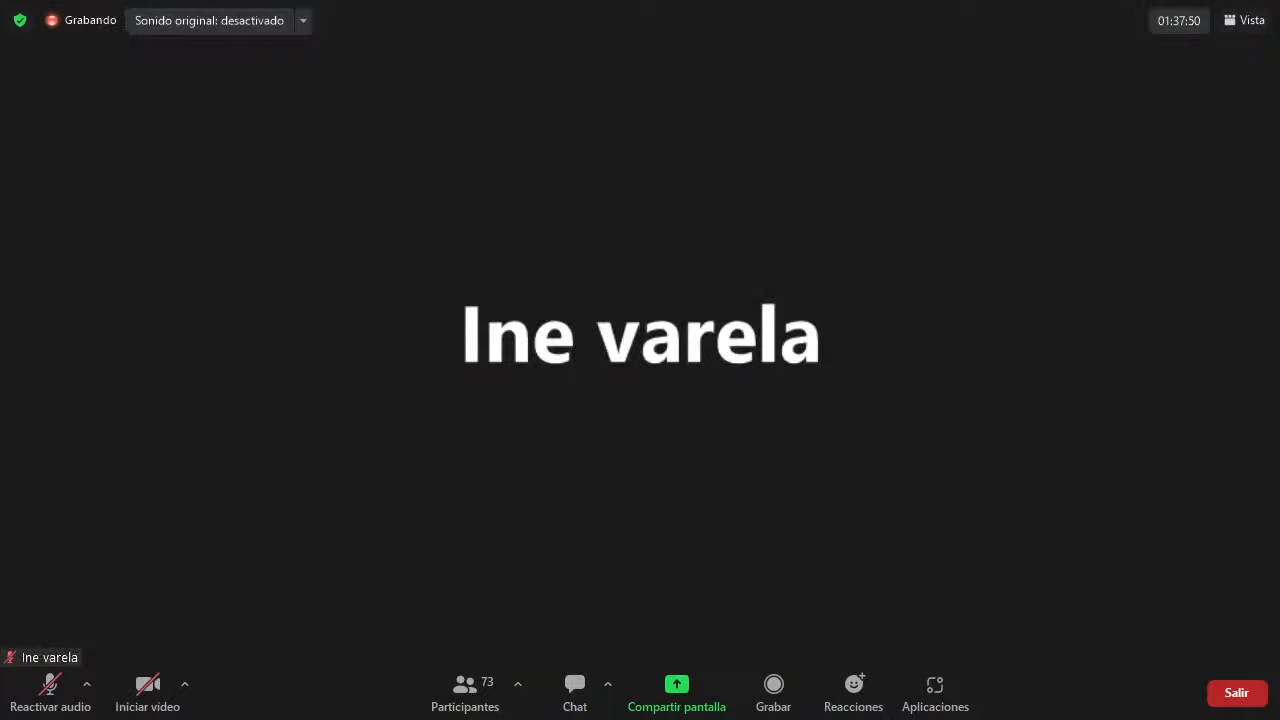 Grabando
Sonido original: desactivado
01:37:50
Vista
Ine varela
Ine varela
Reactivar audio
Iniciar video
73
Participantes
Chat
Compartir pantalla
Grabar
Reacciones
Aplicaciones
Salir